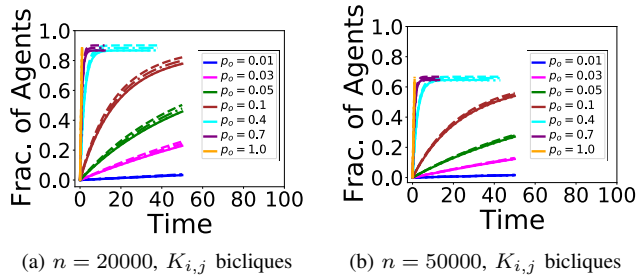 1.0
0.8
0.6
0.4
0.2
0.0
Frac. of Agents
0 20 40 60 80 100
Time
p_o = 0.01
p_o = 0.03
p_o = 0.05
p_o = 0.1
p_o = 0.4
p_o = 0.7
p_o = 1.0
(a) n = 20000, K_{i,j} bicliques
1.0
0.8
0.6
0.4
0.2
0.0
Frac. of Agents
0 20 40 60 80 100
Time
p_o = 0.01
p_o = 0.03
p_o = 0.05
p_o = 0.1
p_o = 0.4
p_o = 0.7
p_o = 1.0
(b) n = 50000, K_{i,j} bicliques